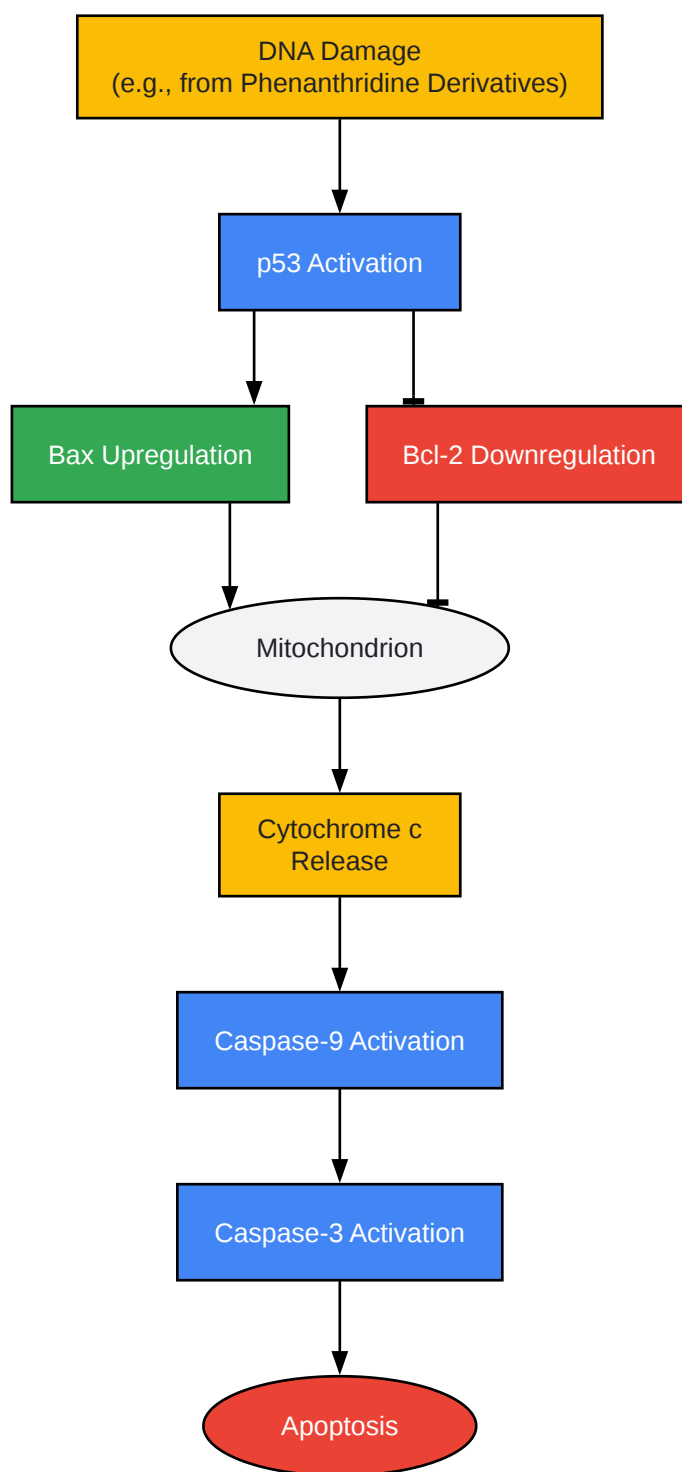 DNA Damage
(e.g., from Phenanthridine Derivatives)
p53 Activation
Bax Upregulation
Bcl-2 Downregulation
Mitochondrion
Cytochrome c
Release
Caspase-9 Activation
Caspase-3 Activation
Apoptosis